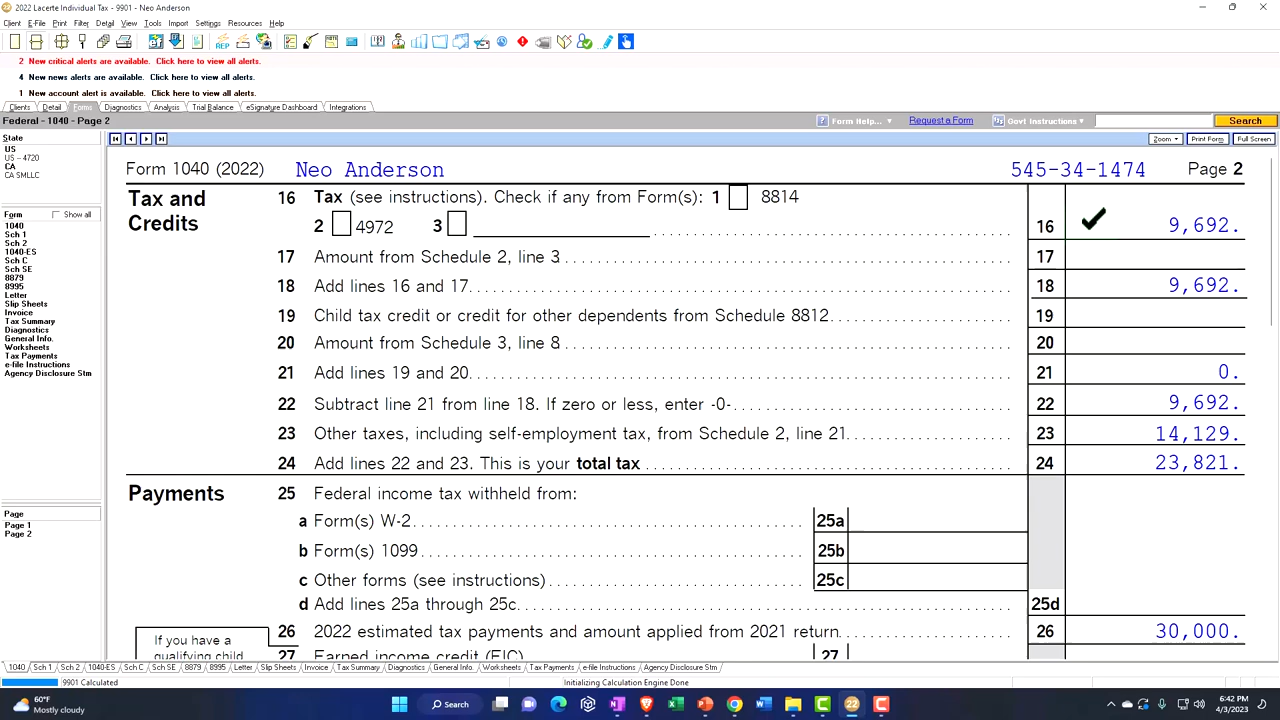 2022 Lacerte Individual Tax - 9901 - Neo Anderson
Client E-File Print Filter Detail View Tools Import Settings Resources Help
2 New critical alerts are available. Click here to view all alerts.
4 New news alerts are available. Click here to view all alerts.
1 New account alert is available. Click here to view all alerts.
Clients Detail Forms Diagnostics Analysis Trial Balance eSignature Dashboard Integrations
Federal - 1040 - Page 2 Form Help... Request a Form Govt Instructions Search
Zoom Print Form Full Screen
State
US
US - 4720
CA
CA SMLLC
Form Show all
1040
Sch 1
Sch 2
1040-ES
Sch C
Sch SE
8879
8995
Letter
Slip Sheets
Invoice
Tax Summary
Diagnostics
General Info.
Worksheets
Tax Payments
e-file Instructions
Agency Disclosure Stm
Page
Page 1
Page 2
Form 1040 (2022) Neo Anderson 545-34-1474 Page 2
Tax and Credits
16 Tax (see instructions). Check if any from Form(s): 1 8814
2 4972 3 16 9,692.
17 Amount from Schedule 2, line 3 17
18 Add lines 16 and 17 18 9,692.
19 Child tax credit or credit for other dependents from Schedule 8812 19
20 Amount from Schedule 3, line 8 20
21 Add lines 19 and 20 21 0.
22 Subtract line 21 from line 18. If zero or less, enter -0- 22 9,692.
23 Other taxes, including self-employment tax, from Schedule 2, line 21 23 14,129.
24 Add lines 22 and 23. This is your total tax 24 23,821.
Payments 25 Federal income tax withheld from:
a Form(s) W-2 25a
b Form(s) 1099 25b
c Other forms (see instructions) 25c
d Add lines 25a through 25c 25d
26 2022 estimated tax payments and amount applied from 2021 return 26 30,000.
If you have a
qualifying child
27 Earned income credit (EIC) 27
1040 Sch 1 Sch 2 1040-ES Sch C Sch SE 8879 8995 Letter Slip Sheets Invoice Tax Summary Diagnostics General Info. Worksheets Tax Payments e-file Instructions Agency Disclosure Stm
9901 Calculated Initializing Calculation Engine Done
60°F
Mostly cloudy
Search
6:42 PM
4/3/2023